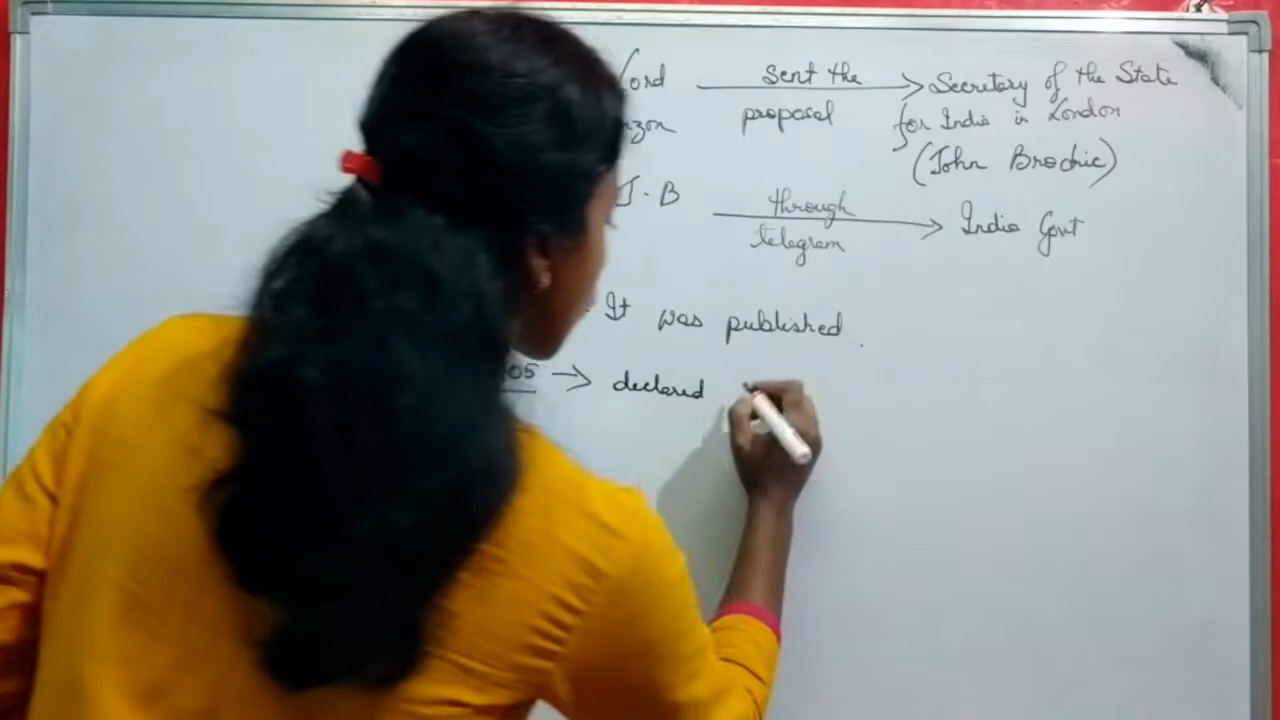 Lord sent the Secretary of the State
zon proposal for India in London
(John Brodric)
J.B through India Govt
telegram
It was published.
05 → declared